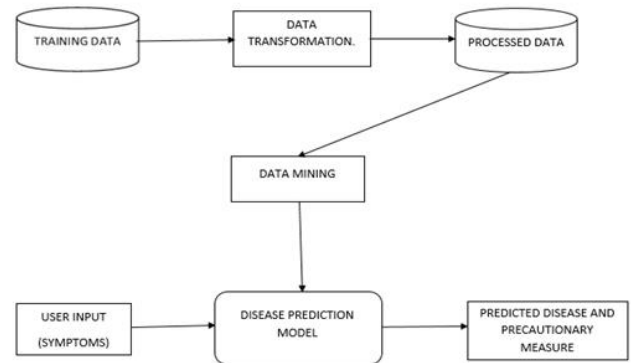 TRAINING DATA
DATA
TRANSFORMATION.
PROCESSED DATA
DATA MINING
USER INPUT
(SYMPTOMS)
DISEASE PREDICTION
MODEL
PREDICTED DISEASE AND
PRECAUTIONARY
MEASURE